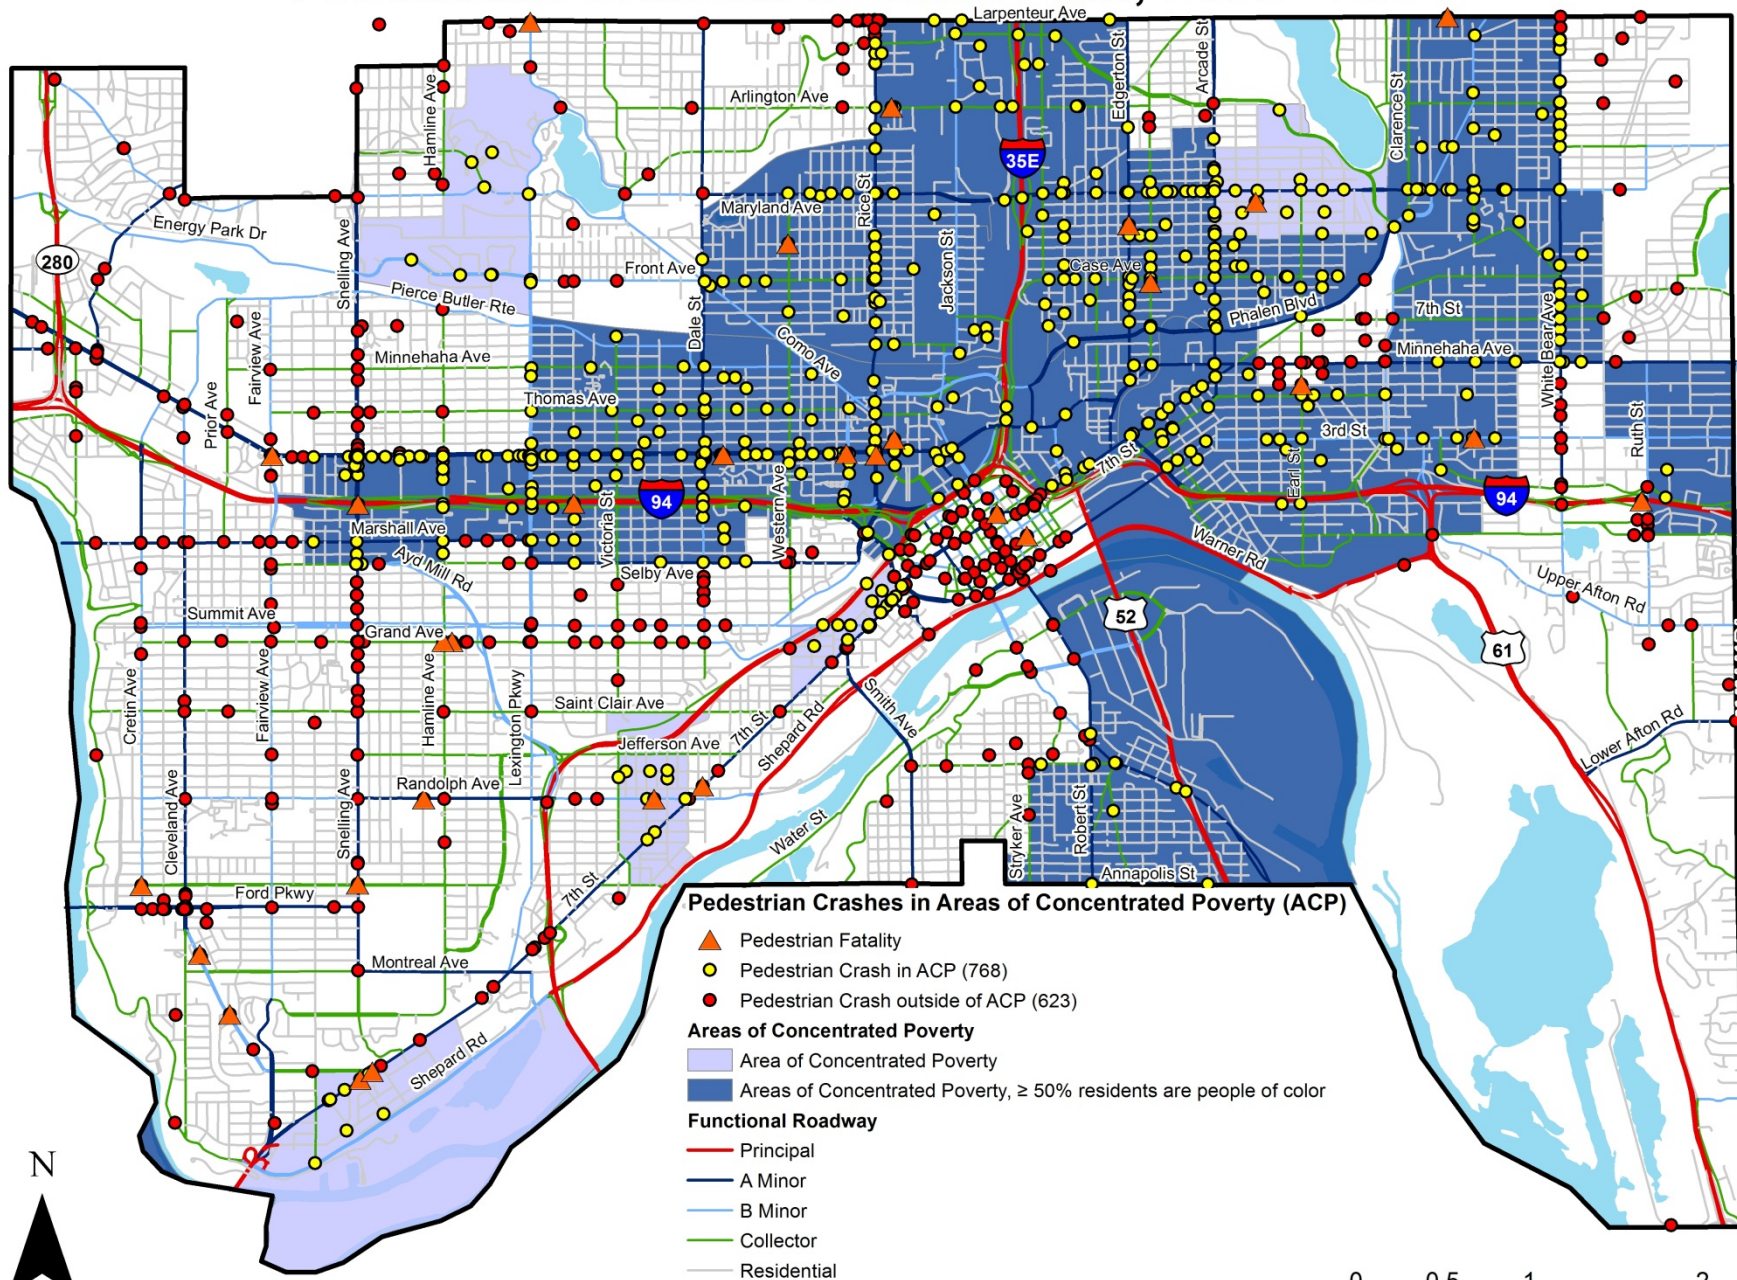 Larpenteur Ave
Arlington Ave
Hamline Ave
Edgerton St
Arcade St
Clarence St
35E
Maryland Ave
Rice St
Energy Park Dr
Snelling Ave
280
Front Ave
Jackson St
Case Ave
Pierce Butler Rte
Dale St
Phalen Blvd
7th St
White Bear Ave
Fairview Ave
Minnehaha Ave
Como Ave
Minnehaha Ave
Prior Ave
Thomas Ave
3rd St
Ruth St
7th St
Earl St
94
94
Victoria St
Western Ave
Marshall Ave
Ayd Mill Rd
Selby Ave
Warner Rd
Upper Afton Rd
Summit Ave
Grand Ave
52
61
Cretin Ave
Fairview Ave
Hamline Ave
Lexington Pkwy
Saint Clair Ave
Smith Ave
7th St
Shepard Rd
Jefferson Ave
Lower Afton Rd
Cleveland Ave
Snelling Ave
Randolph Ave
Water St
Stryker Ave
Robert St
Annapolis St
Ford Pkwy
7th St
Montreal Ave
Shepard Rd
Pedestrian Crashes in Areas of Concentrated Poverty (ACP)
Pedestrian Fatality
Pedestrian Crash in ACP (768)
Pedestrian Crash outside of ACP (623)
Areas of Concentrated Poverty
Area of Concentrated Poverty
Areas of Concentrated Poverty, ≥ 50% residents are people of color
Functional Roadway
Principal
A Minor
B Minor
Collector
Residential
N
0 0.5 1 2